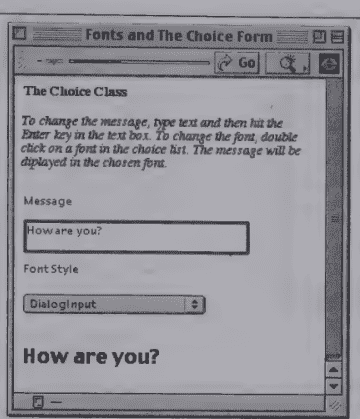 Fonts and The Choice Form
Go
The Choice Class
To change the message, type text and then hit the
Enter key in the text box. To change the font, double
click on a font in the choice list. The message will be
diplayed in the chosen font.
Message
How are you?
Font Style
DialogInput
How are you?